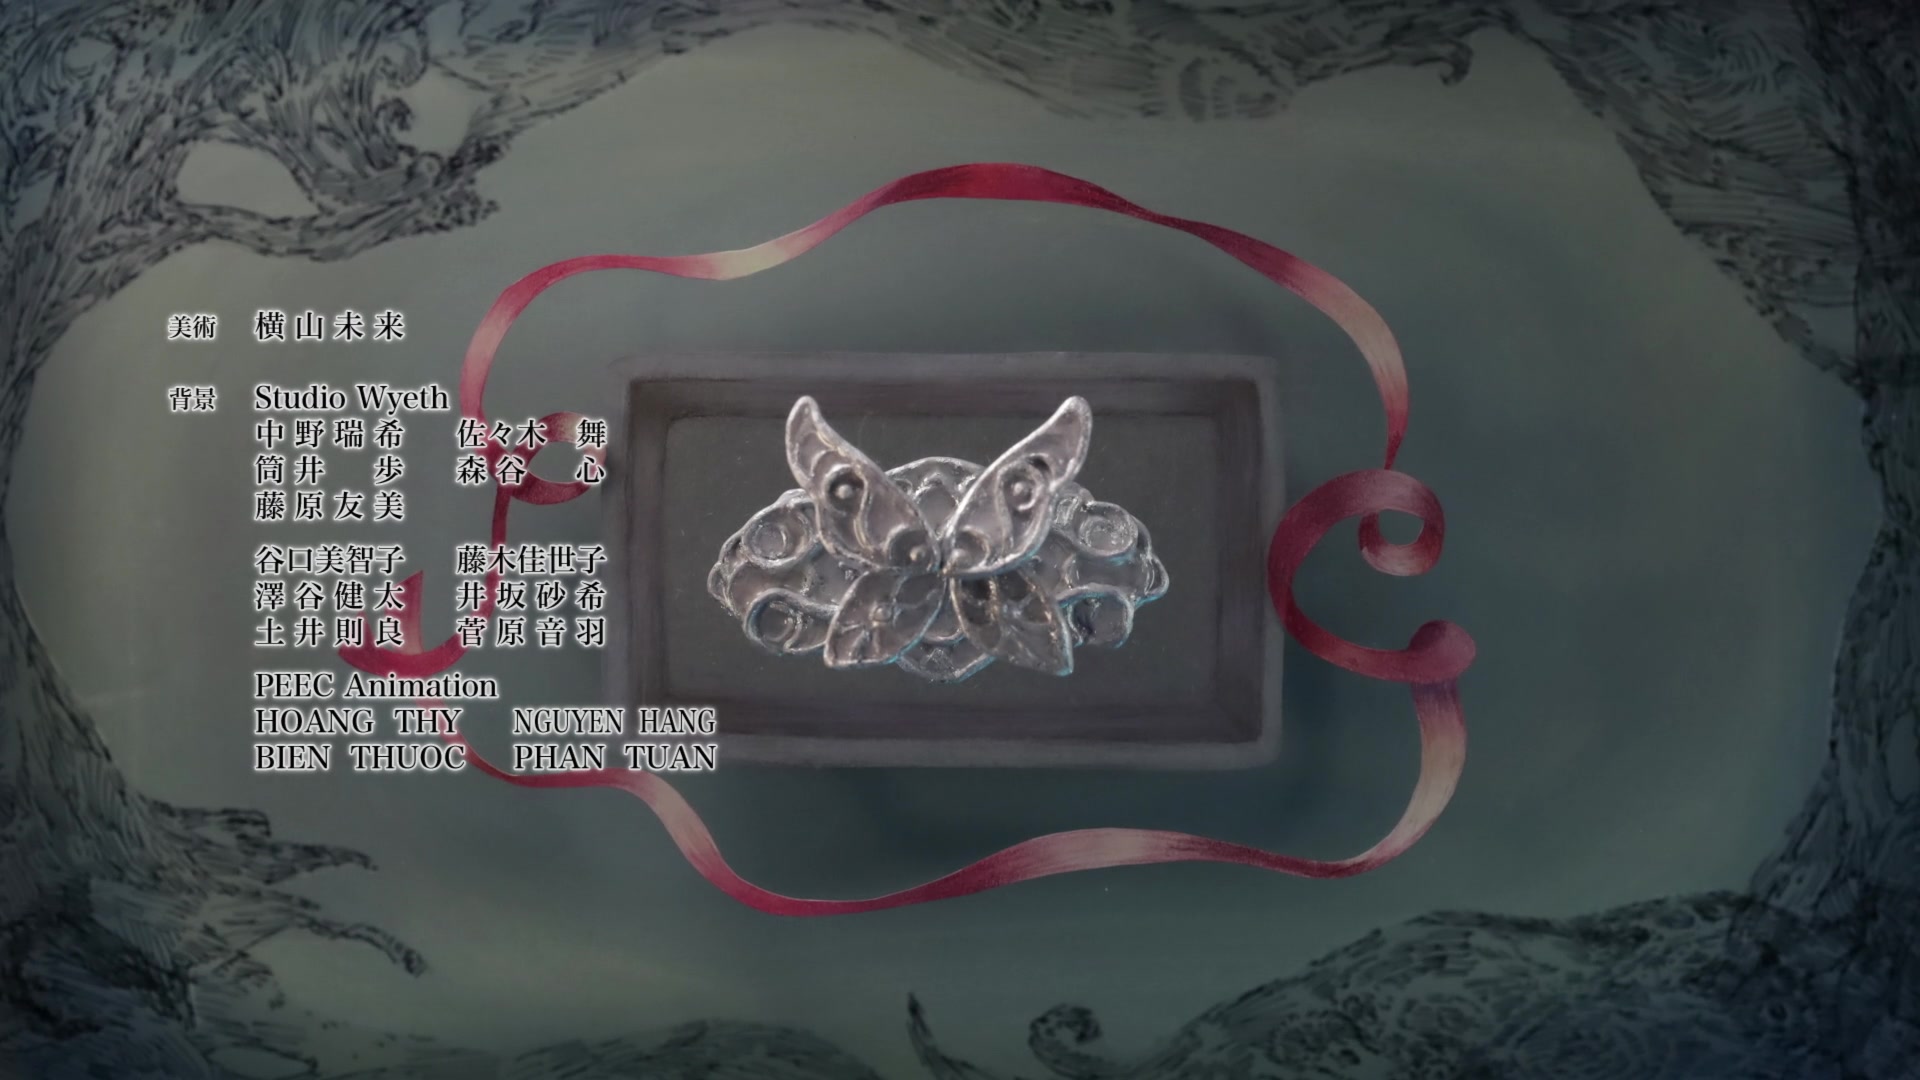 美術 横山未来
背景 Studio Wyeth
中野瑞希 佐々木 舞
筒井 歩 森谷 心
藤原友美
谷口美智子 藤木佳世子
澤谷健太 井坂砂希
土井則良 菅原音羽
PEEC Animation
HOANG THY NGUYEN HANG
BIEN THUOC PHAN TUAN